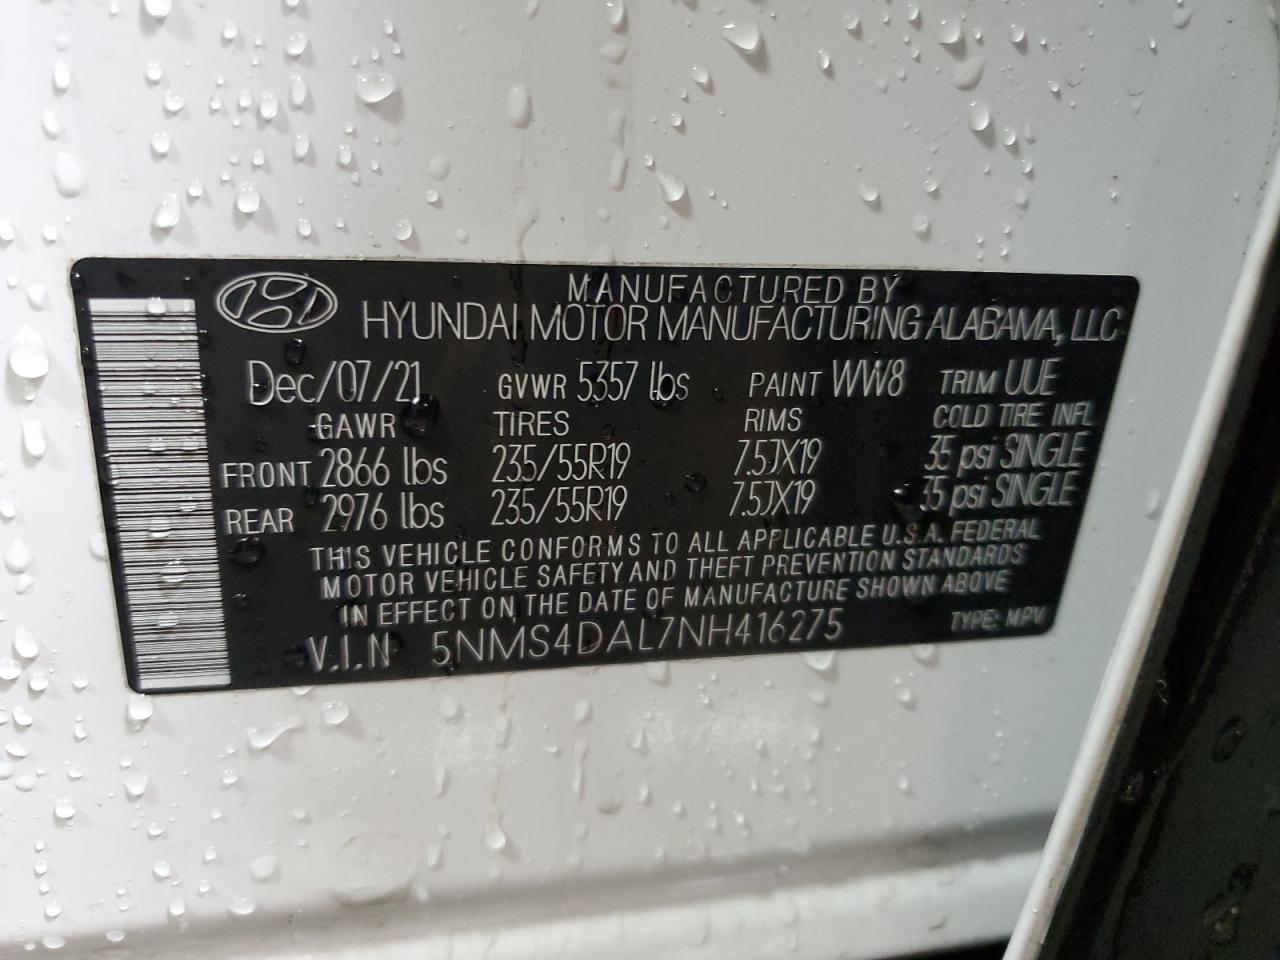 MANUFACTURED BY
HYUNDAI MOTOR MANUFACTURING ALABAMA, LLC
Dec/07/21 GVWR 5357 lbs PAINT WW8 TRIM UUE
GAWR TIRES RIMS COLD TIRE INFL
FRONT 2866 lbs 235/55R19 7.5JX19 35 psi SINGLE
REAR 2976 lbs 235/55R19 7.5JX19 35 psi SINGLE
THIS VEHICLE CONFORMS TO ALL APPLICABLE U.S.A. FEDERAL
MOTOR VEHICLE SAFETY AND THEFT PREVENTION STANDARDS
IN EFFECT ON THE DATE OF MANUFACTURE SHOWN ABOVE
V.I.N 5NMS4DAL7NH416275 TYPE: MPV